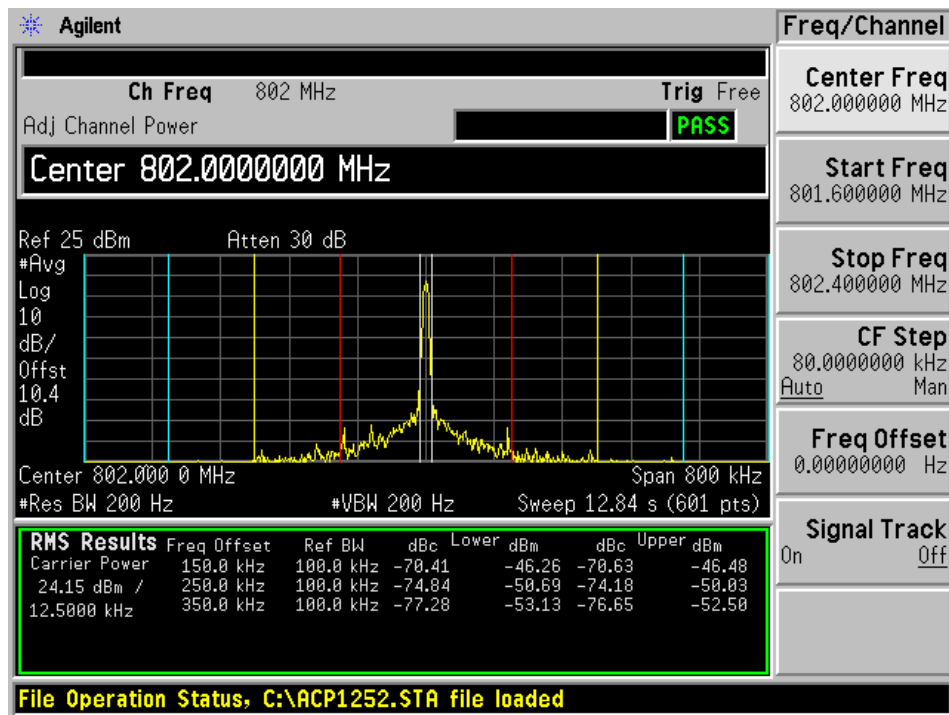 Agilent
Freq/Channel
Ch Freq 802 MHz Trig Free
Adj Channel Power PASS
Center 802.0000000 MHz
Ref 25 dBm Atten 30 dB
#Avg
Log
10
dB/
Offst
10.4
dB
Center 802.000 0 MHz Span 800 kHz
#Res BW 200 Hz #VBW 200 Hz Sweep 12.84 s (601 pts)
RMS Results Freq Offset Ref BW dBc Lower dBm dBc Upper dBm
Carrier Power 150.0 kHz 100.0 kHz -70.41 -46.26 -70.63 -46.48
24.15 dBm / 250.0 kHz 100.0 kHz -74.84 -50.69 -74.18 -50.03
12.5000 kHz 350.0 kHz 100.0 kHz -77.28 -53.13 -76.65 -52.50
File Operation Status, C:\ACP1252.STA file loaded
Center Freq
802.000000 MHz
Start Freq
801.600000 MHz
Stop Freq
802.400000 MHz
CF Step
80.0000000 kHz
Auto Man
Freq Offset
0.00000000 Hz
Signal Track
On Off